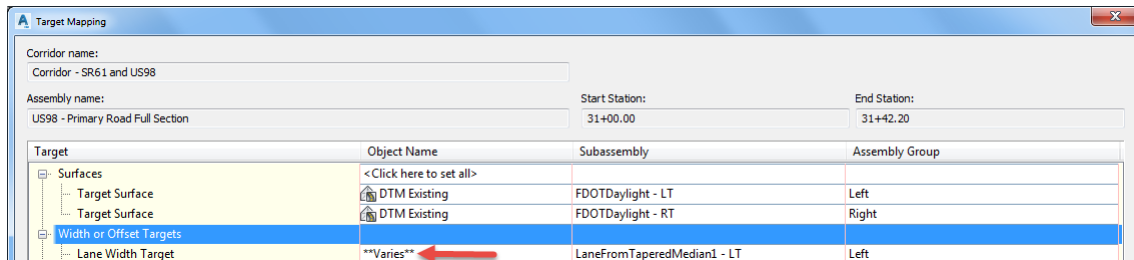 Target Mapping
Corridor name:
Corridor - SR61 and US98
Assembly name: Start Station: End Station:
US98 - Primary Road Full Section 31+00.00 31+42.20
Target Object Name Subassembly Assembly Group
Surfaces <Click here to set all>
Target Surface DTM Existing FDOTDaylight - LT Left
Target Surface DTM Existing FDOTDaylight - RT Right
Width or Offset Targets
Lane Width Target **Varies** LaneFromTaperedMedian1 - LT Left